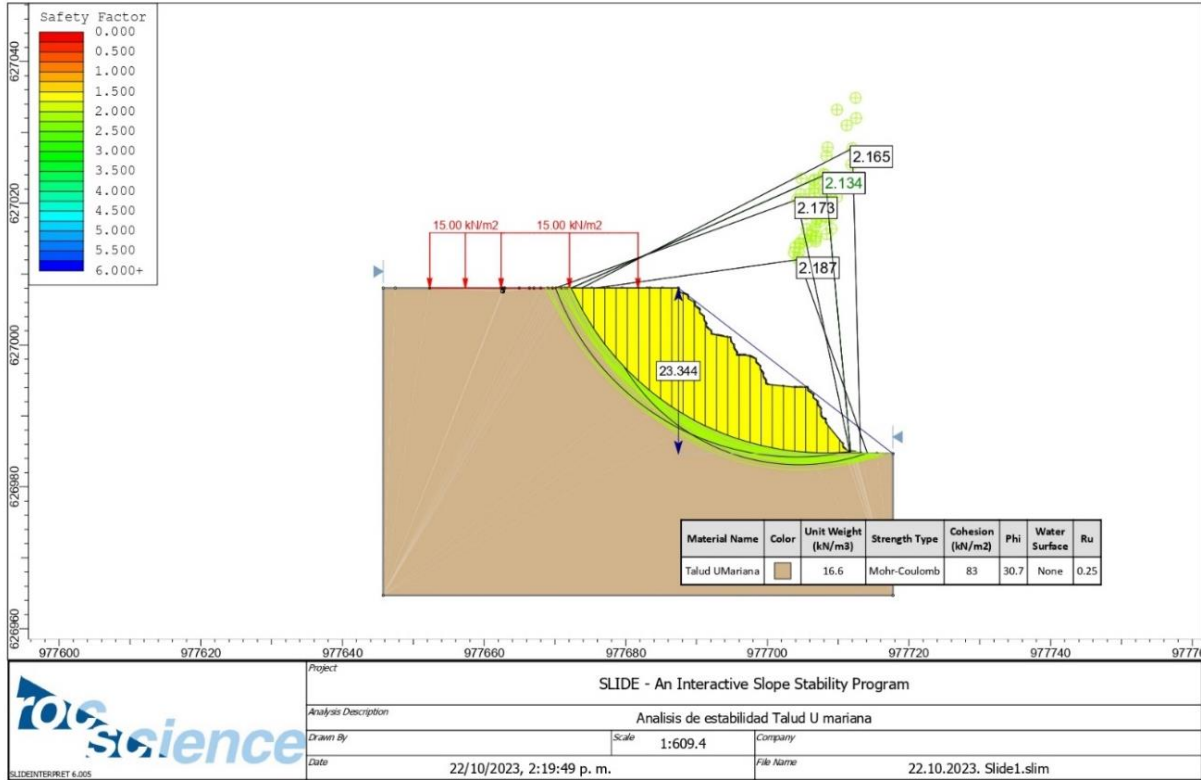 Safety Factor
0.000
0.500
1.000
1.500
2.000
2.500
3.000
3.500
4.000
4.500
5.000
5.500
6.000+
627040
627020
627000
626980
626960
2.165
2.134
2.173
2.187
15.00 kN/m2 15.00 kN/m2
23.344
Material Name Color Unit Weight (kN/m3) Strength Type Cohesion (kN/m2) Phi Water Surface Ru
Talud UMariana 16.6 Mohr-Coulomb 83 30.7 None 0.25
977600 977620 977640 977660 977680 977700 977720 977740
rocscience
SLIDEINTERPRET 6.005
Project
SLIDE - An Interactive Slope Stability Program
Analysis Description
Analisis de estabilidad Talud U mariana
Drawn By
Scale 1:609.4
Company
Date 22/10/2023, 2:19:49 p. m.
File Name 22.10.2023. Slide1.slim